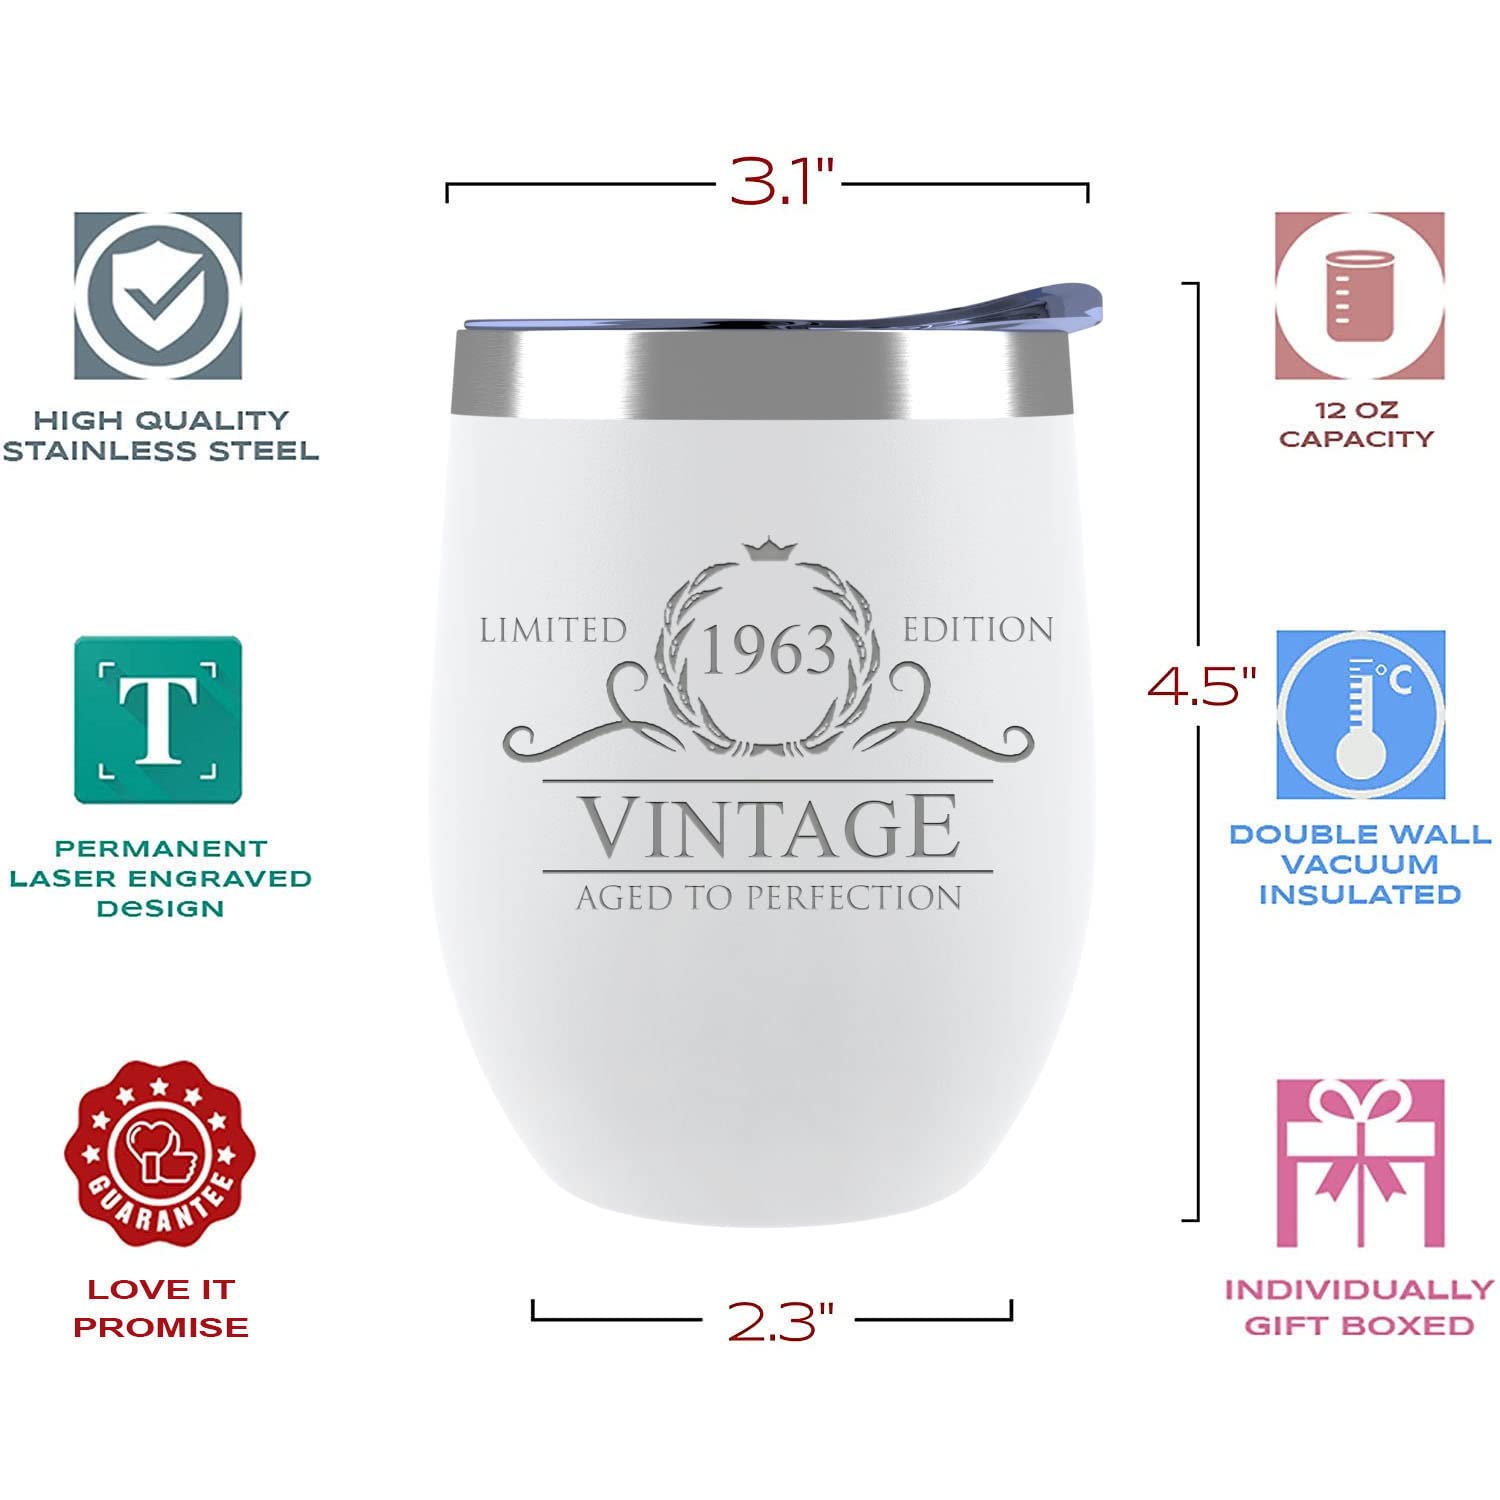 3.1"
HIGH QUALITY
STAINLESS STEEL
12 OZ
CAPACITY
LIMITED
1963
EDITION
4.5"
°C
T
VINTAGE
AGED TO PERFECTION
PERMANENT
LASER ENGRAVED
DeSIGN
DOUBLE WALL
VACUUM
INSULATED
GUARANTEE
LOVE IT
PROMISE
2.3"
INDIVIDUALLY
GIFT BOXED